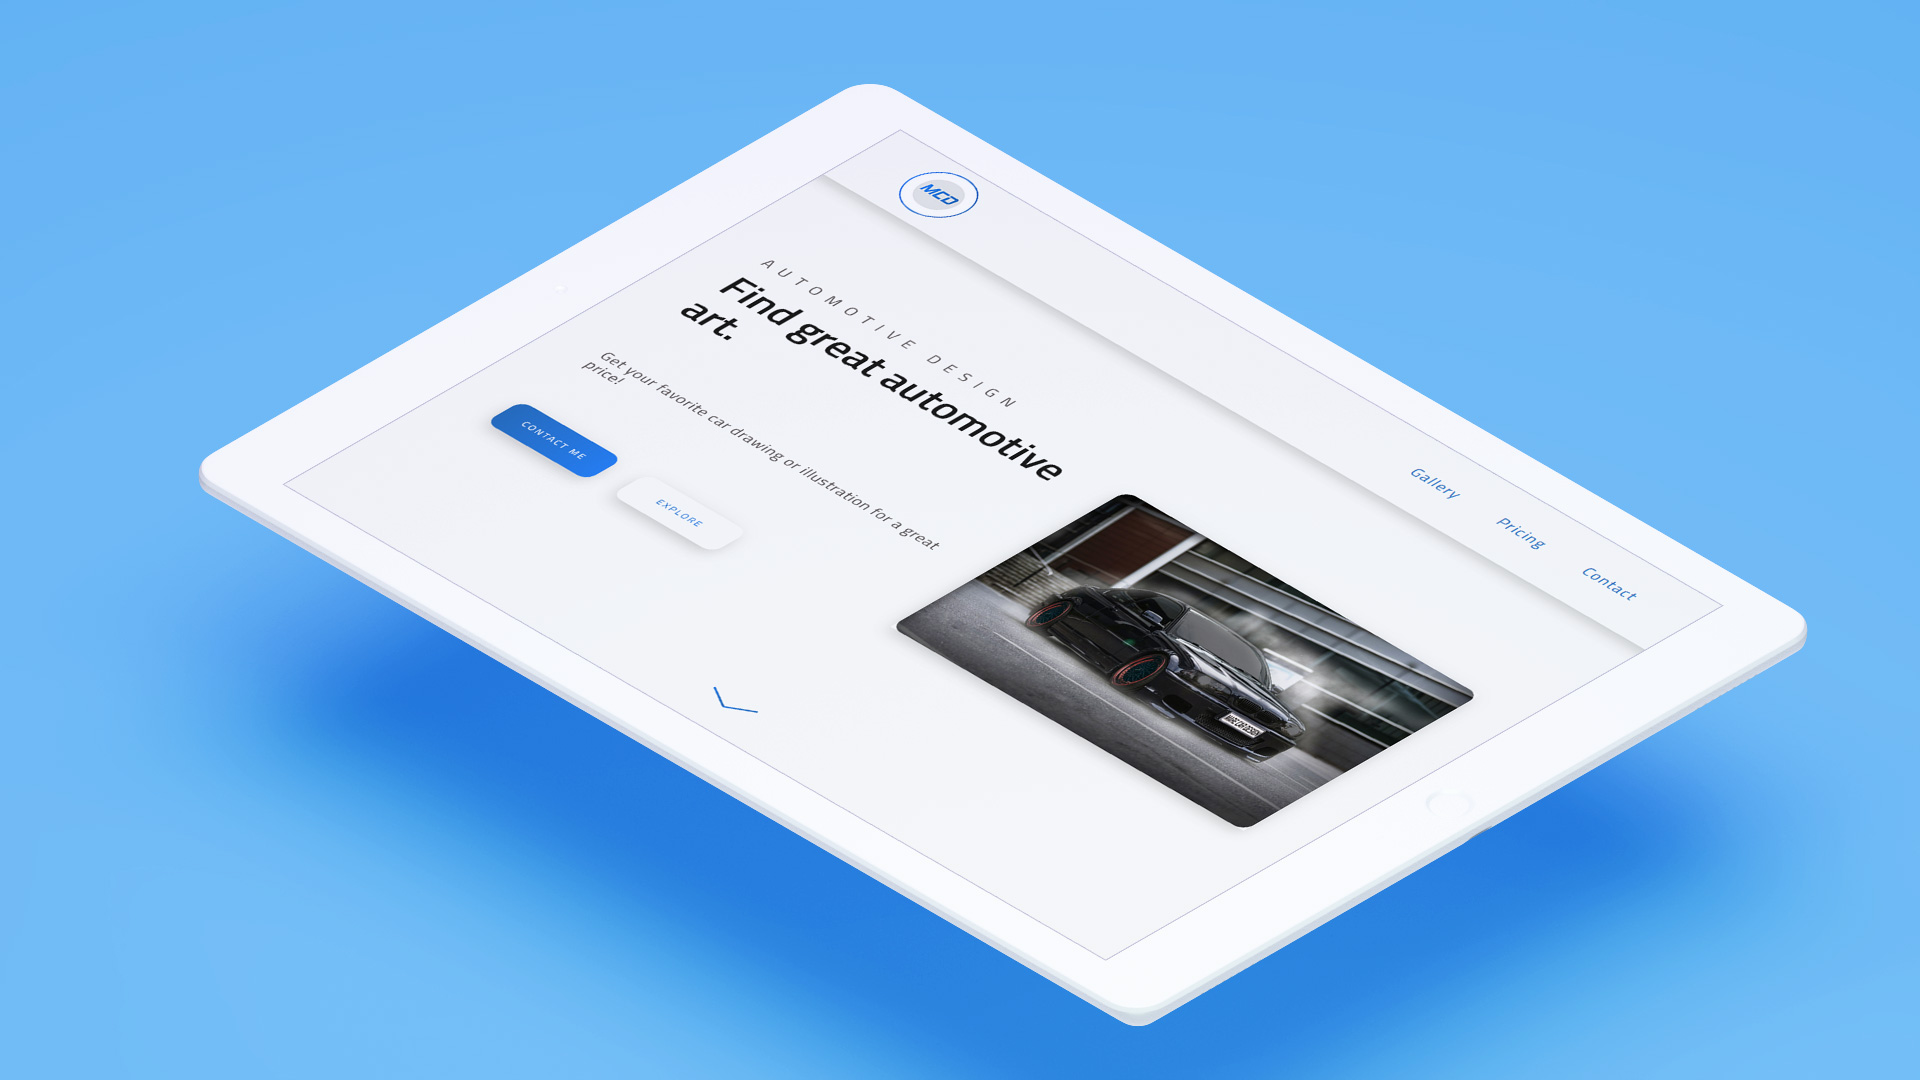 MCD
Gallery
Pricing
Contact
AUTOMOTIVE DESIGN
Find great automotive
art.
Get your favorite car drawing or illustration for a great
price!
CONTACT ME
EXPLORE